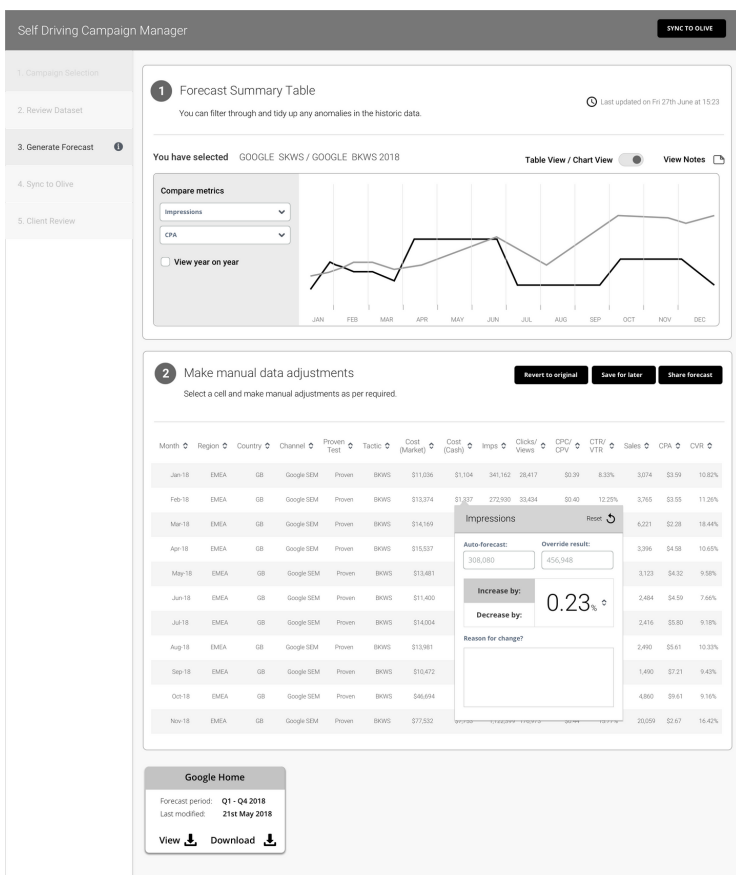 Self Driving Campaign Manager
SYNC TO OLIVE
1. Campaign Selection
2. Review Dataset
3. Generate Forecast
4. Sync to Olive
5. Client Review
1 Forecast Summary Table
You can filter through and tidy up any anomalies in the historic data.
Last updated on Fri 27th June at 15:23
You have selected GOOGLE SKWS / GOOGLE BKWS 2018
Table View / Chart View
View Notes
Compare metrics
Impressions
CPA
View year on year
JAN FEB MAR APR MAY JUN JUL AUG SEP OCT NOV DEC
2 Make manual data adjustments
Select a cell and make manual adjustments as per required.
Revert to original
Save for later
Share forecast
Month Region Country Channel Proven Test Tactic Cost (Market) Cost (Cash) Imps Clicks/ Views CPC/ CPV CTR/ VTR Sales CPA CVR
Jan-18 EMEA GB Google SEM Proven BKWS $11,036 $1,104 341,162 28,417 $0.39 8.33% 3,074 $3.59 10.82%
Feb-18 EMEA GB Google SEM Proven BKWS $13,374 $1,337 272,930 33,434 $0.40 12.25% 3,765 $3.55 11.26%
Mar-18 EMEA GB Google SEM Proven BKWS $14,169 6,221 $2.28 18.44%
Apr-18 EMEA GB Google SEM Proven BKWS $15,537 3,396 $4.58 10.65%
May-18 EMEA GB Google SEM Proven BKWS $13,481 3,123 $4.32 9.58%
Jun-18 EMEA GB Google SEM Proven BKWS $11,400 2,484 $4.59 7.66%
Jul-18 EMEA GB Google SEM Proven BKWS $14,004 2,416 $5.80 9.18%
Aug-18 EMEA GB Google SEM Proven BKWS $13,981 2,490 $5.61 10.33%
Sep-18 EMEA GB Google SEM Proven BKWS $10,472 1,490 $7.21 9.43%
Oct-18 EMEA GB Google SEM Proven BKWS $46,694 4,860 $9.61 9.16%
Nov-18 EMEA GB Google SEM Proven BKWS $77,532 20,059 $2.67 16.42%
Impressions
Reset
Auto-forecast:
Override result:
308,080
456,948
Increase by:
Decrease by:
0.23%
Reason for change?
Google Home
Forecast period: Q1 - Q4 2018
Last modified: 21st May 2018
View
Download